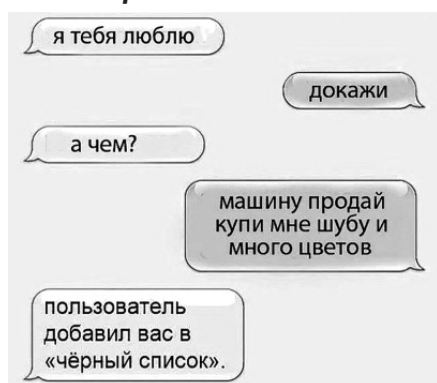 я тебя люблю
докажи
а чем?
машину продай
купи мне шубу и
много цветов
пользователь
добавил вас в
«чёрный список».